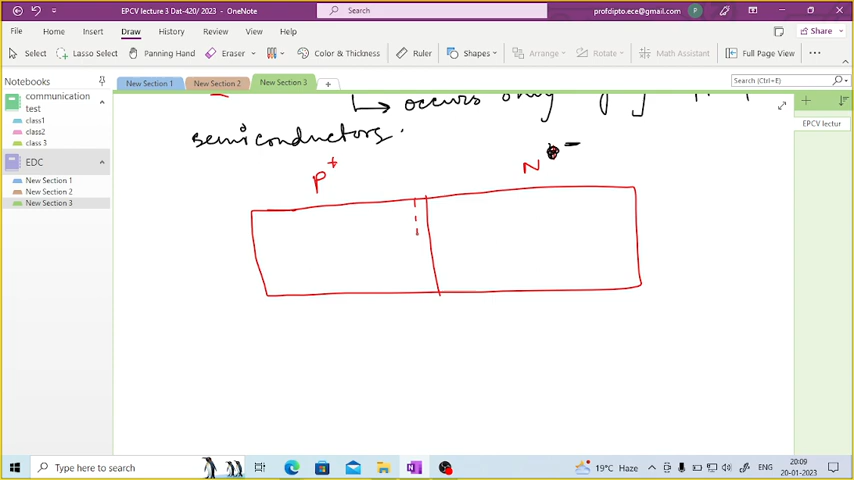 EPCV lecture 3 Dat-420/ 2023 - OneNote
Search
profdipto.ece@gmail.com
P
File
Home
Insert
Draw
History
Review
View
Help
Share
Select
Lasso Select
Panning Hand
Eraser
Color & Thickness
Ruler
Shapes
Arrange
Rotate
Math Assistant
Full Page View
Notebooks
New Section 1
New Section 2
New Section 3
Search (Ctrl+E)
communication
test
class1
class2
class 3
EDC
New Section 1
New Section 2
New Section 3
EPCV lectur
occurs only
semiconductors.
P+
N-
Type here to search
19°C Haze
ENG
20:09
20-01-2023